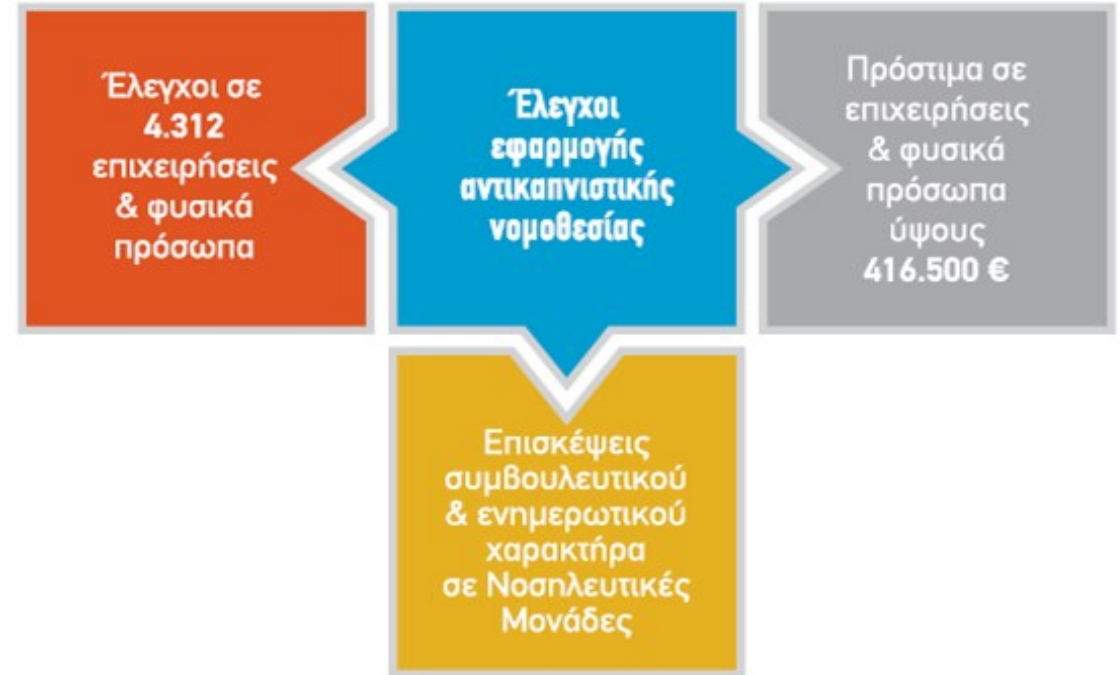 Έλεγχοι σε
4.312
επιχειρήσεις
& φυσικά
πρόσωπα
Έλεγχοι
εφαρμογής
αντικαπνιστικής
νομοθεσίας
Πρόστιμα σε
επιχειρήσεις
& φυσικά
πρόσωπα
ύψους
416.500 €
Επισκέψεις
συμβουλευτικού
& ενημερωτικού
χαρακτήρα
σε Νοσηλευτικές
Μονάδες